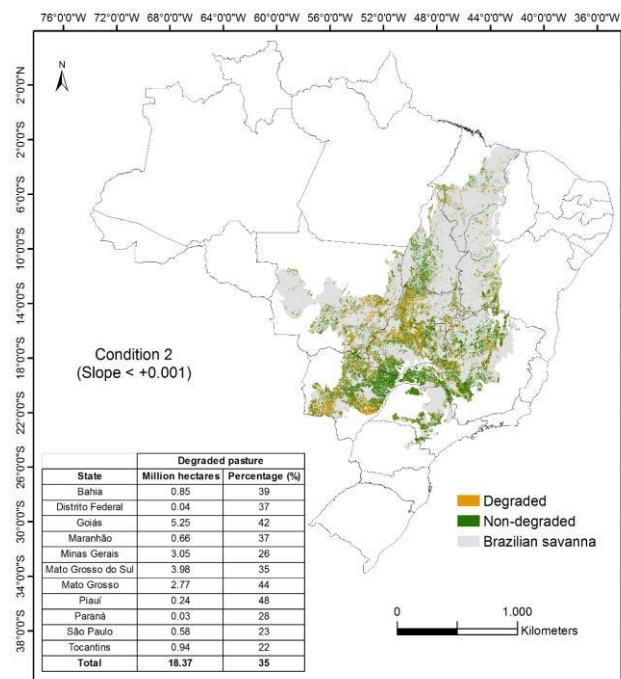 76°0'0"W 72°0'0"W 68°0'0"W 64°0'0"W 60°0'0"W 56°0'0"W 52°0'0"W 48°0'0"W 44°0'0"W 40°0'0"W 36°0'0"W
N
2°0'0"N
2°0'0"S
6°0'0"S
10°0'0"S
14°0'0"S
18°0'0"S
22°0'0"S
26°0'0"S
30°0'0"S
34°0'0"S
38°0'0"S
Condition 2
(Slope < +0.001)
Degraded pasture
State Million hectares Percentage (%)
Bahia 0.85 39
Distrito Federal 0.04 37
Goiás 5.25 42
Maranhão 0.66 37
Minas Gerais 3.05 26
Mato Grosso do Sul 3.98 35
Mato Grosso 2.77 44
Piauí 0.24 48
Paraná 0.03 28
São Paulo 0.58 23
Tocantins 0.94 22
Total 18.37 35
Degraded
Non-degraded
Brazilian savanna
0 1.000
Kilometers